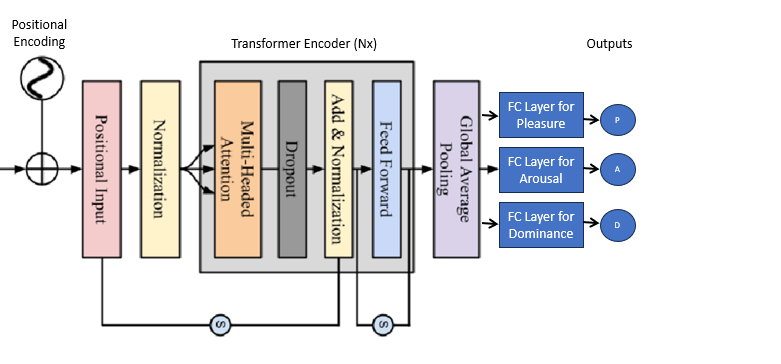 Positional
Encoding
Transformer Encoder (Nx)
Outputs
Positional Input
Normalization
Multi-Headed
Attention
Dropout
Add & Normalization
Feed Forward
Global Average
Pooling
FC Layer for
Pleasure
P
FC Layer for
Arousal
A
FC Layer for
Dominance
D
S
S